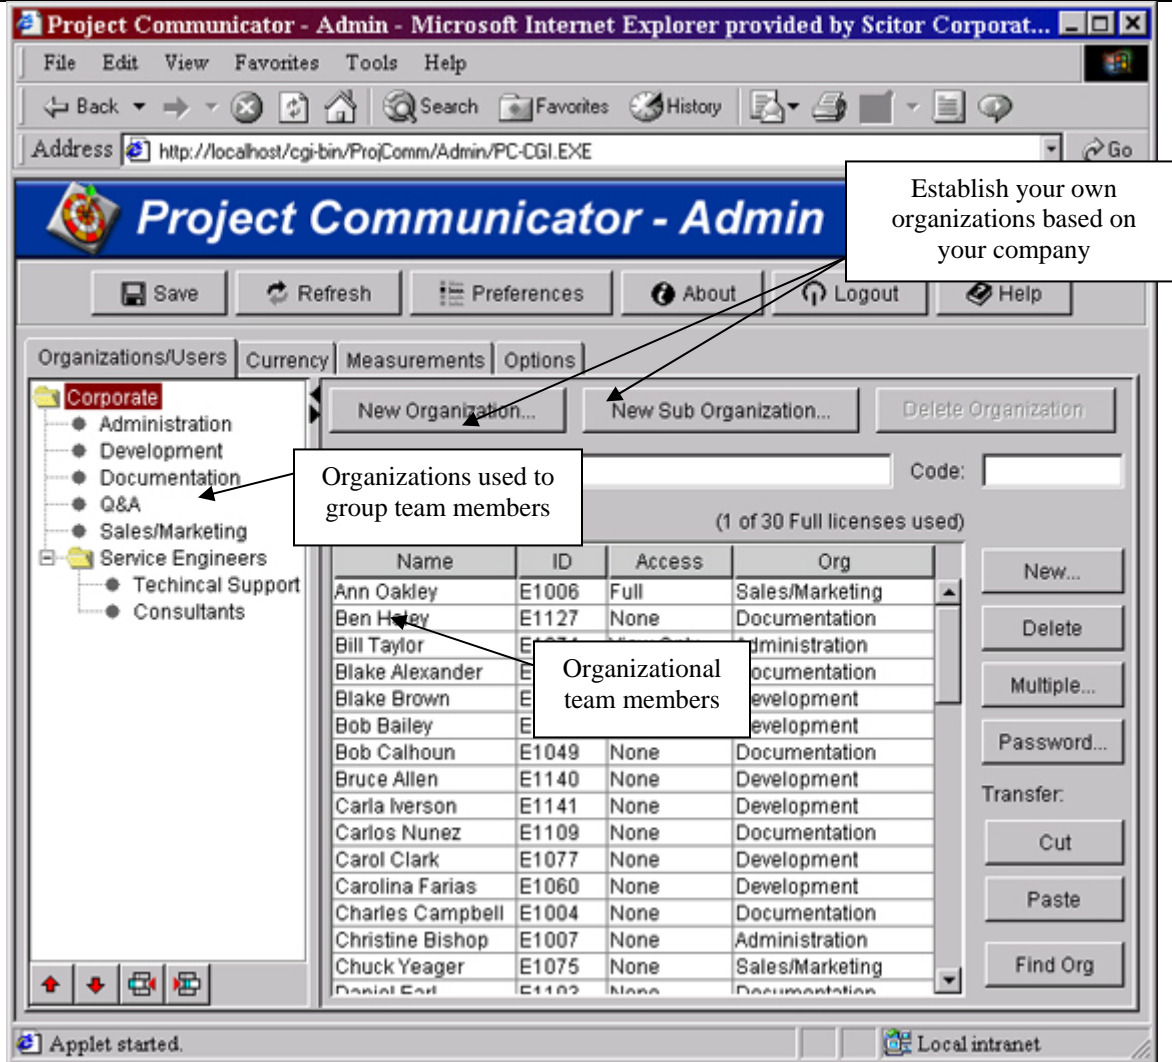 Project Communicator - Admin - Microsoft Internet Explorer provided by Scitor Corporat...
File Edit View Favorites Tools Help
Back Search Favorites History
Address http://localhost/cgi-bin/ProjComm/Admin/PC-CGI.EXE Go
Establish your own
organizations based on
your company
Project Communicator - Admin
Save Refresh Preferences About Logout Help
Organizations/Users Currency Measurements Options
Corporate
Administration
Development
Documentation
Q&A
Sales/Marketing
Service Engineers
Techincal Support
Consultants
New Organization... New Sub Organization... Delete Organization
Organizations used to
group team members
Code:
(1 of 30 Full licenses used)
Name ID Access Org
Ann Oakley E1006 Full Sales/Marketing
Ben Haley E1127 None Documentation
Bill Taylor
Blake Alexander
Blake Brown
Bob Bailey
Bob Calhoun E1049 None Documentation
Bruce Allen E1140 None Development
Carla Iverson E1141 None Development
Carlos Nunez E1109 None Documentation
Carol Clark E1077 None Development
Carolina Farias E1060 None Development
Charles Campbell E1004 None Documentation
Christine Bishop E1007 None Administration
Chuck Yeager E1075 None Sales/Marketing
Organizational
team members
New...
Delete
Multiple...
Password...
Transfer:
Cut
Paste
Find Org
Applet started. Local intranet